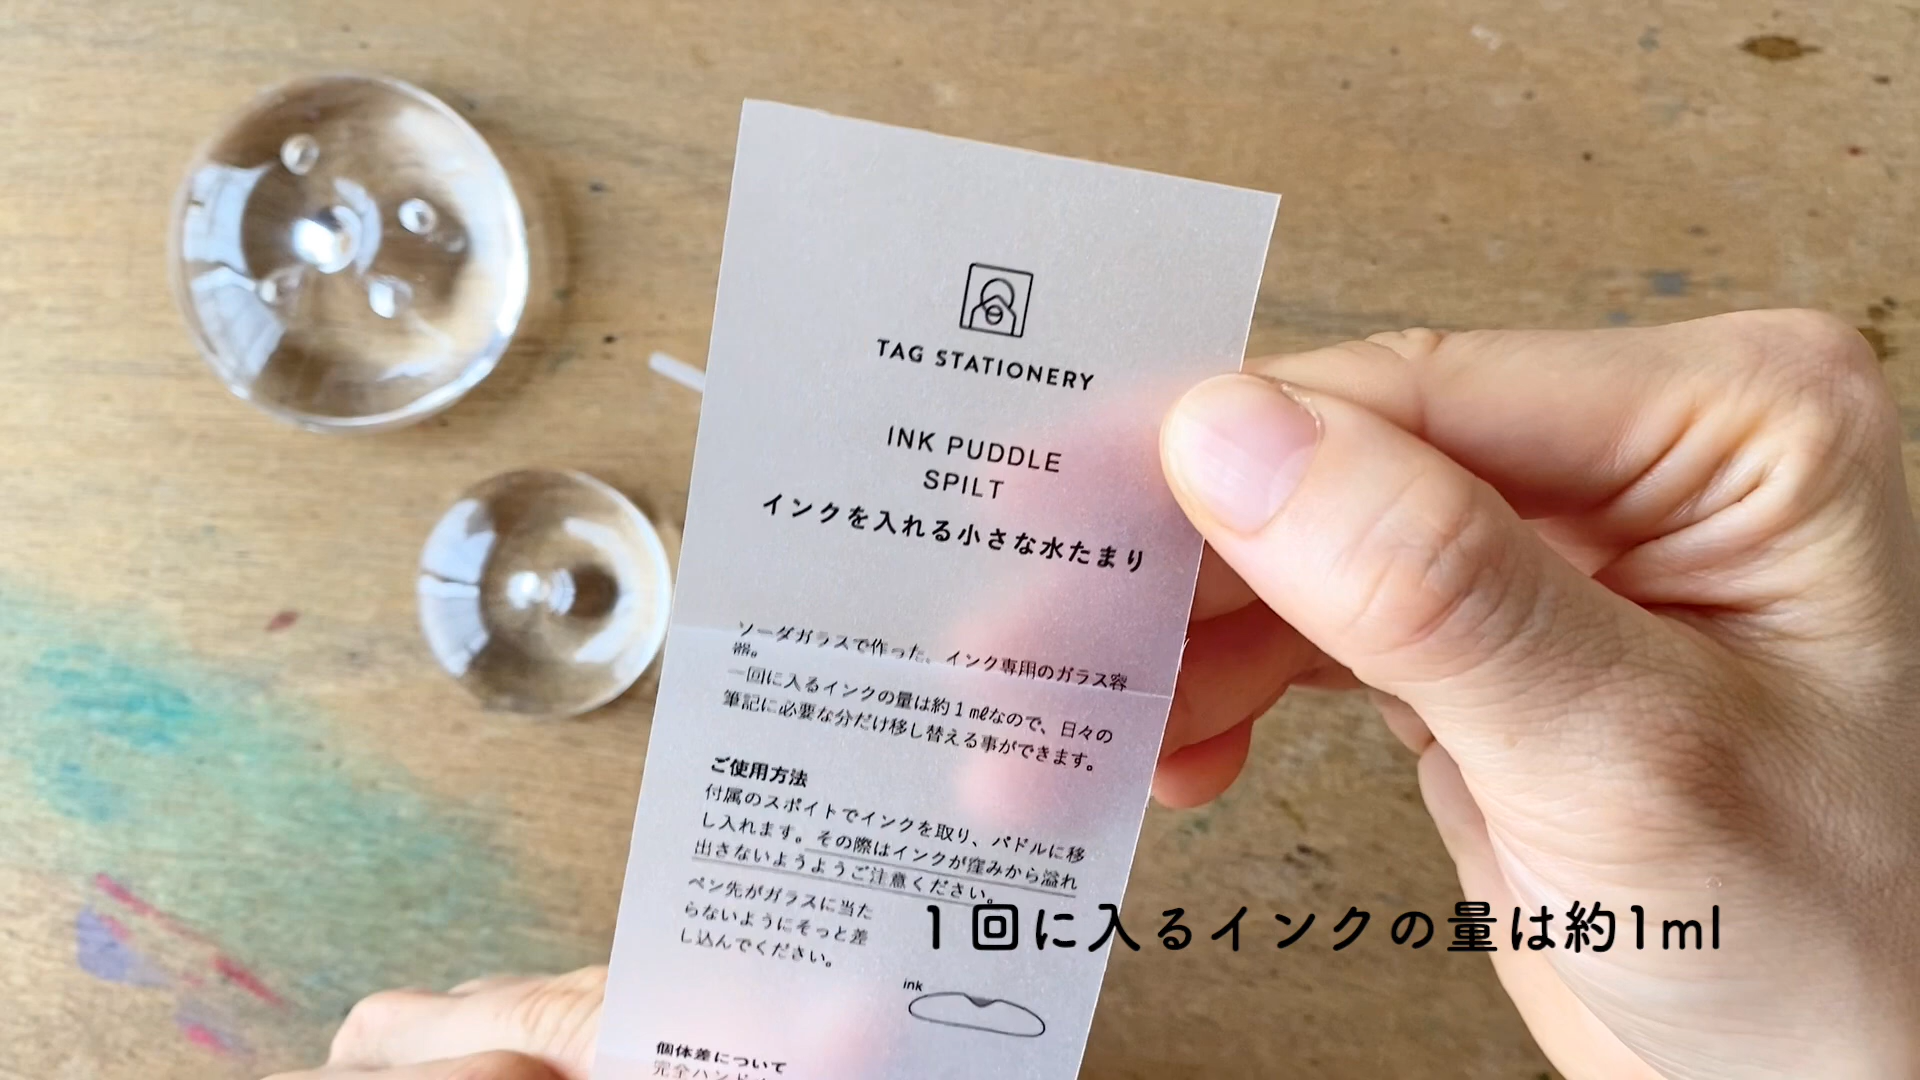 TAG STATIONERY
INK PUDDLE
SPILT
インクを入れる小さな水たまり
ソーダガラスで作った、インク専用のガラス容
器。
一回に入るインクの量は約1㎖なので、日々の
筆記に必要な分だけ移し替える事ができます。
ご使用方法
付属のスポイトでインクを取り、パドルに移
し入れます。その際はインクが窪みから溢れ
出さないようようご注意ください。
ペン先がガラスに当た
らないようにそっと差
し込んでください。
1回に入るインクの量は約1ml
ink
個体差について
完全ハンド